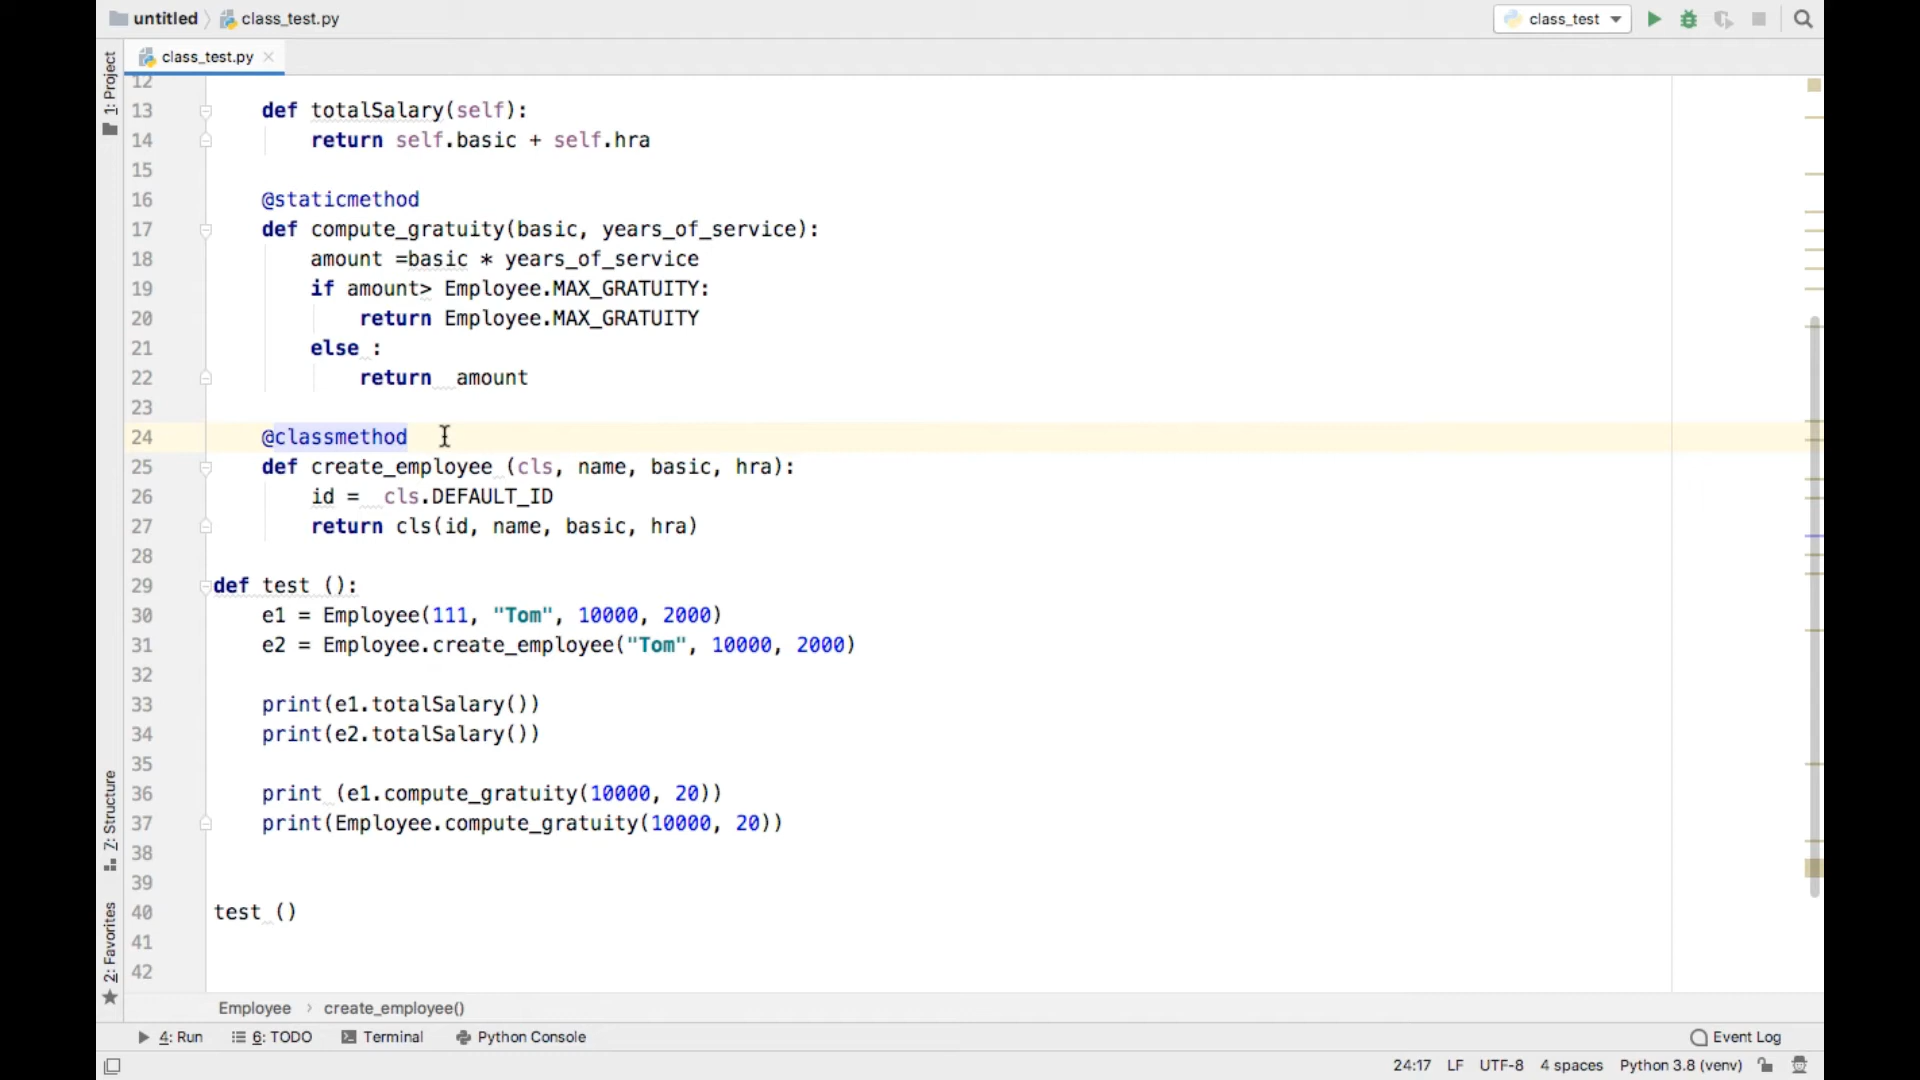 untitled class_test.py class_test
class_test.py
1: Project
12
13 def totalSalary(self):
14 return self.basic + self.hra
15
16 @staticmethod
17 def compute_gratuity(basic, years_of_service):
18 amount =basic * years_of_service
19 if amount> Employee.MAX_GRATUITY:
20 return Employee.MAX_GRATUITY
21 else :
22 return  amount
23
24 @classmethod
25 def create_employee (cls, name, basic, hra):
26 id =  cls.DEFAULT_ID
27 return cls(id, name, basic, hra)
28
29 def test ():
30 e1 = Employee(111, "Tom", 10000, 2000)
31 e2 = Employee.create_employee("Tom", 10000, 2000)
32
33 print(e1.totalSalary())
34 print(e2.totalSalary())
35
36 print (e1.compute_gratuity(10000, 20))
37 print(Employee.compute_gratuity(10000, 20))
38
39
40 test ()
41
42
7: Structure
2: Favorites
Employee › create_employee()
4: Run 6: TODO Terminal Python Console Event Log
24:17 LF UTF-8 4 spaces Python 3.8 (venv)